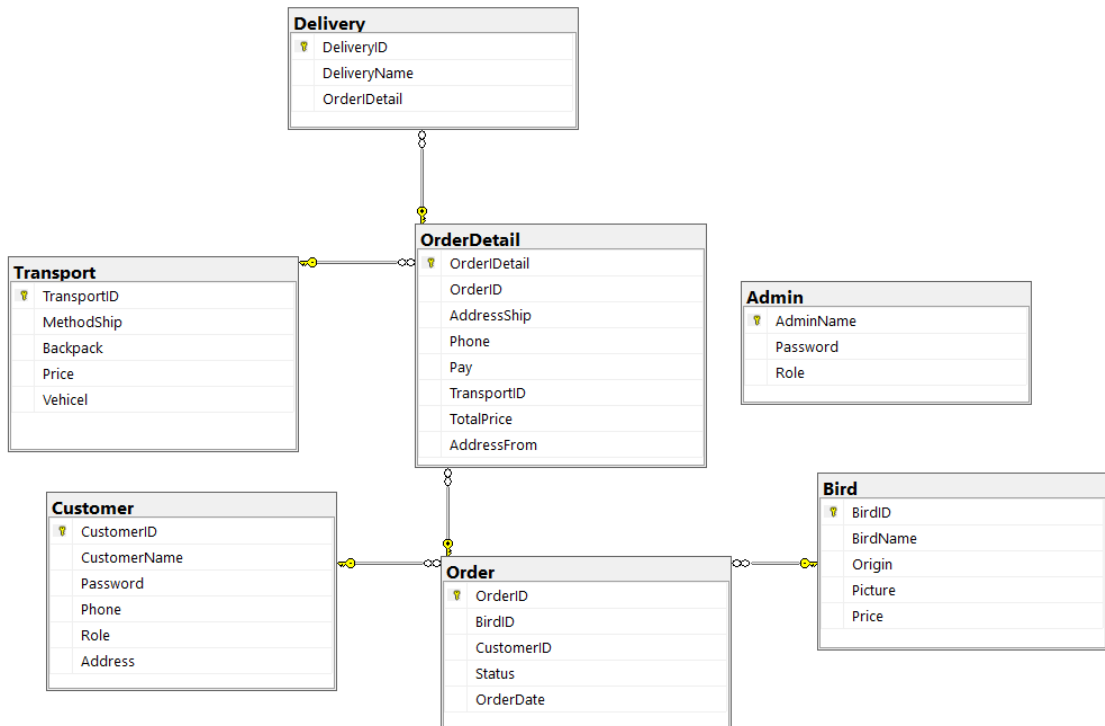 Delivery
DeliveryID
DeliveryName
OrderIDetail
OrderDetail
OrderIDetail
OrderID
AddressShip
Phone
Pay
TransportID
TotalPrice
AddressFrom
Transport
TransportID
MethodShip
Backpack
Price
Vehicel
Admin
AdminName
Password
Role
Customer
CustomerID
CustomerName
Password
Phone
Role
Address
Order
OrderID
BirdID
CustomerID
Status
OrderDate
Bird
BirdID
BirdName
Origin
Picture
Price